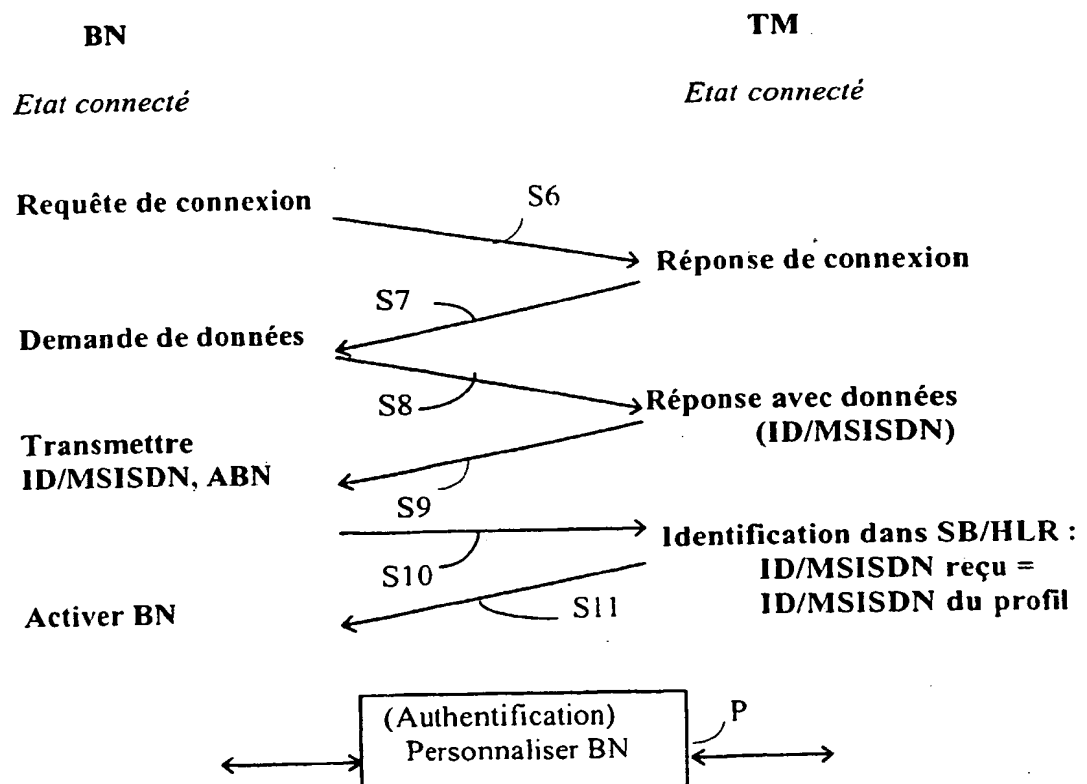 BN
TM
Etat connecté
Etat connecté
Requête de connexion
S6
Réponse de connexion
S7
Demande de données
S8
Réponse avec données
(ID/MSISDN)
Transmettre
ID/MSISDN, ABN
S9
Identification dans SB/HLR :
ID/MSISDN reçu =
ID/MSISDN du profil
S10
S11
Activer BN
(Authentification)
Personnaliser BN
P